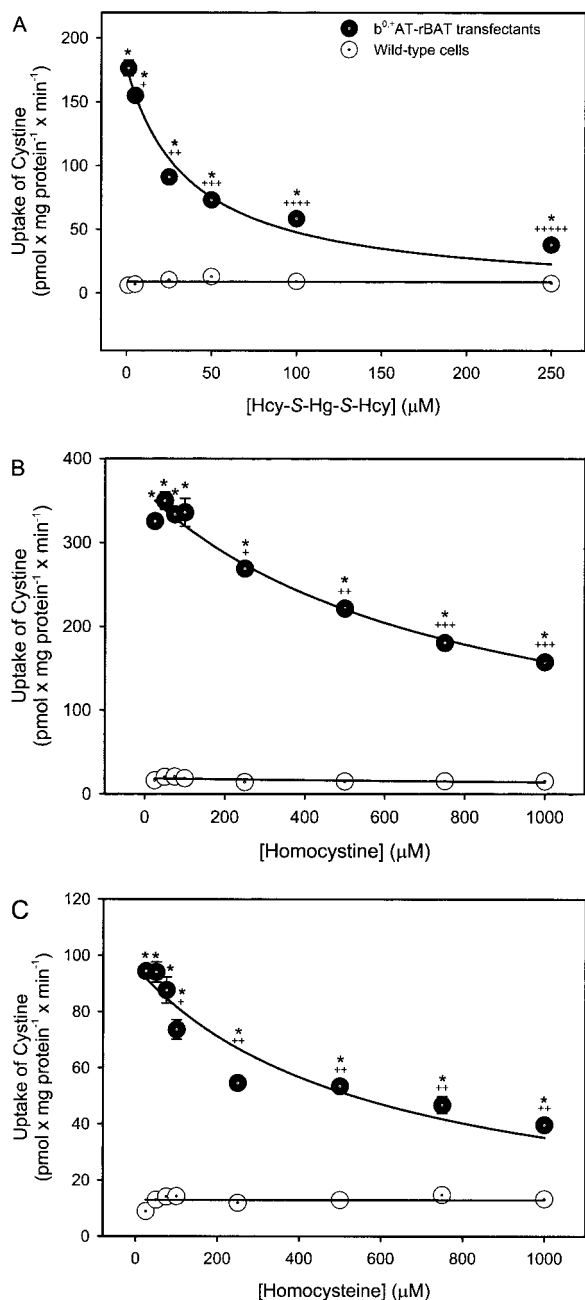 A
b⁰,⁺AT-rBAT transfectants
Wild-type cells
Uptake of Cystine
(pmol x mg protein⁻¹ x min⁻¹)
200
150
100
50
0
*
*
+
*
++
*
+++
*
++++
*
+++++
0 50 100 150 200 250
[Hcy-S-Hg-S-Hcy] (µM)
B
Uptake of Cystine
(pmol x mg protein⁻¹ x min⁻¹)
400
300
200
100
0
* * * *
*
+
*
++
*
+++
*
+++
0 200 400 600 800 1000
[Homocystine] (µM)
C
Uptake of Cystine
(pmol x mg protein⁻¹ x min⁻¹)
120
100
80
60
40
20
0
* * *
*
+
*
++
*
++
*
++
*
++
0 200 400 600 800 1000
[Homocysteine] (µM)